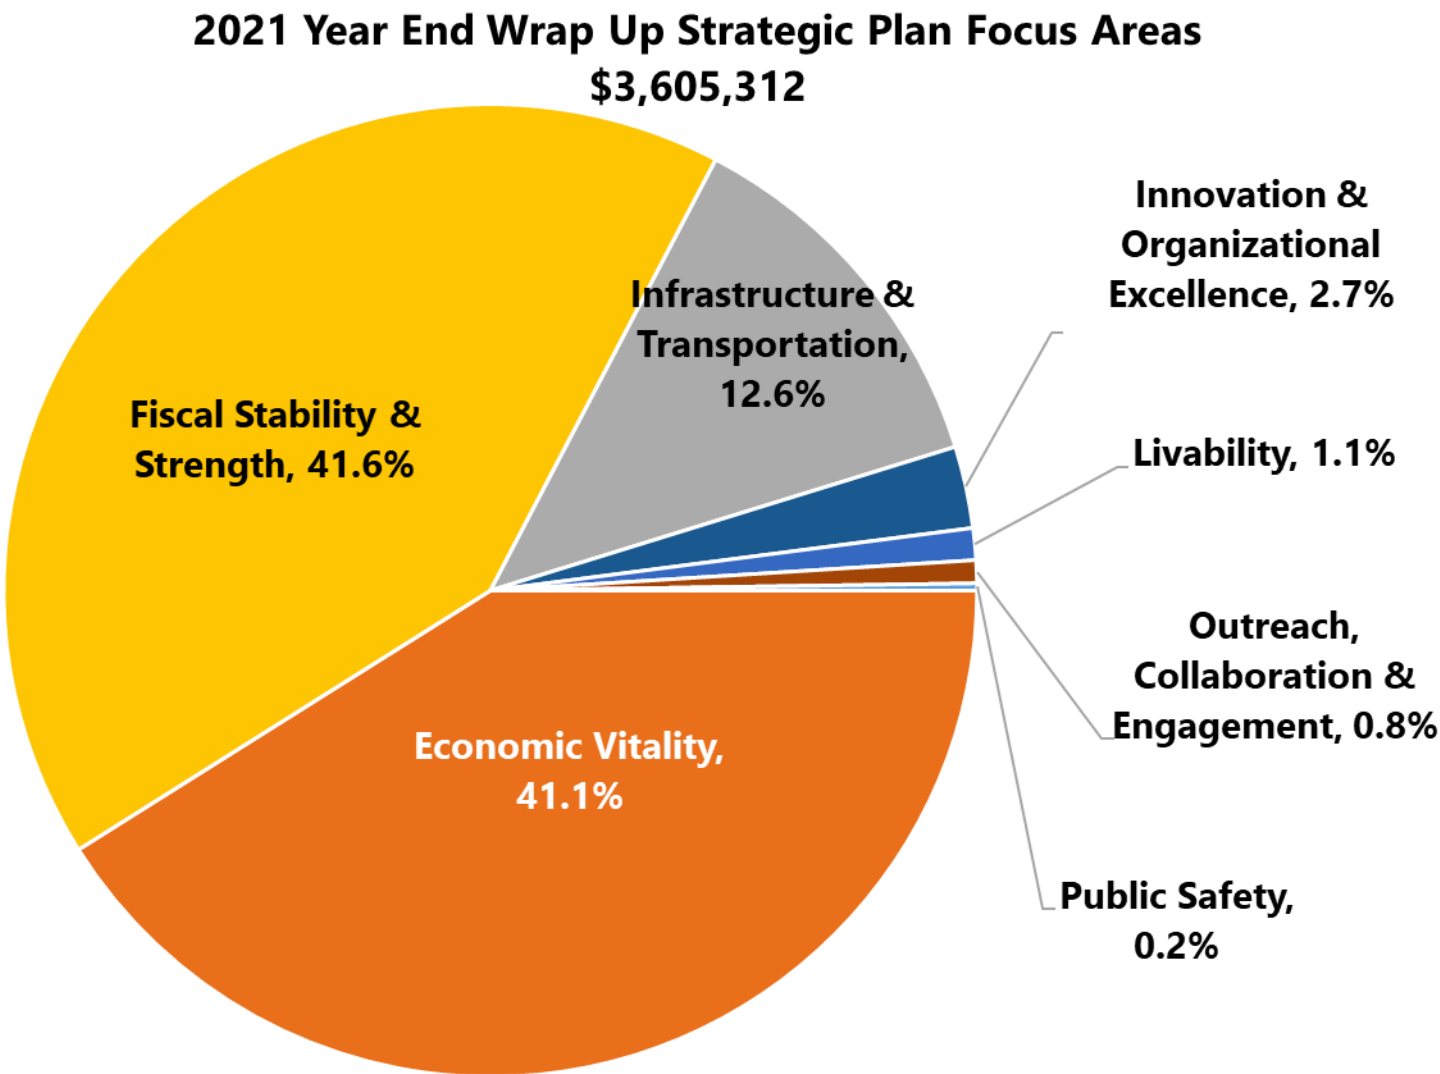 2021 Year End Wrap Up Strategic Plan Focus Areas
$3,605,312
Innovation &
Organizational
Excellence, 2.7%
Infrastructure &
Transportation,
12.6%
Fiscal Stability &
Strength, 41.6%
Livability, 1.1%
Outreach,
Collaboration &
Engagement, 0.8%
Economic Vitality,
41.1%
Public Safety,
0.2%